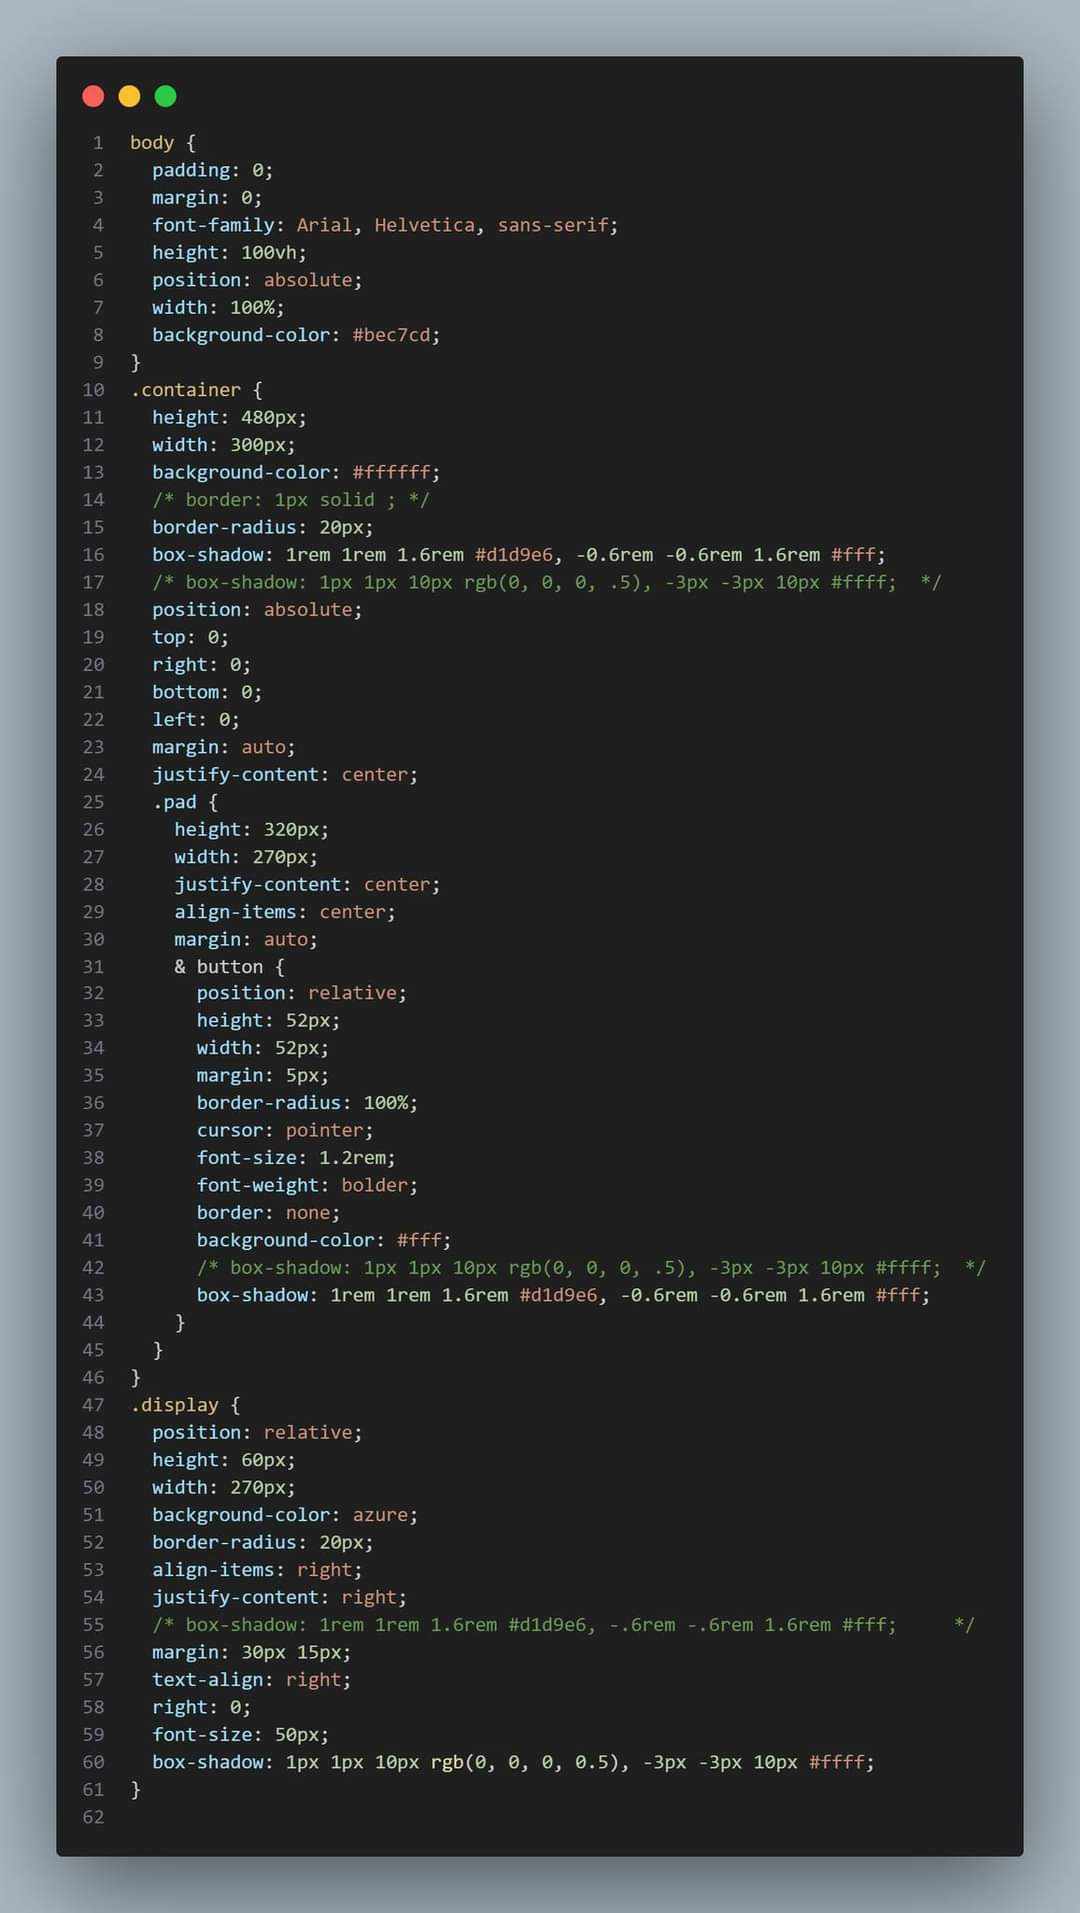 1 body {
2   padding: 0;
3   margin: 0;
4   font-family: Arial, Helvetica, sans-serif;
5   height: 100vh;
6   position: absolute;
7   width: 100%;
8   background-color: #bec7cd;
9 }
10 .container {
11   height: 480px;
12   width: 300px;
13   background-color: #ffffff;
14   /* border: 1px solid ; */
15   border-radius: 20px;
16   box-shadow: 1rem 1rem 1.6rem #d1d9e6, -0.6rem -0.6rem 1.6rem #fff;
17   /* box-shadow: 1px 1px 10px rgb(0, 0, 0, .5), -3px -3px 10px #ffff;  */
18   position: absolute;
19   top: 0;
20   right: 0;
21   bottom: 0;
22   left: 0;
23   margin: auto;
24   justify-content: center;
25   .pad {
26     height: 320px;
27     width: 270px;
28     justify-content: center;
29     align-items: center;
30     margin: auto;
31     & button {
32       position: relative;
33       height: 52px;
34       width: 52px;
35       margin: 5px;
36       border-radius: 100%;
37       cursor: pointer;
38       font-size: 1.2rem;
39       font-weight: bolder;
40       border: none;
41       background-color: #fff;
42       /* box-shadow: 1px 1px 10px rgb(0, 0, 0, .5), -3px -3px 10px #ffff;  */
43       box-shadow: 1rem 1rem 1.6rem #d1d9e6, -0.6rem -0.6rem 1.6rem #fff;
44     }
45   }
46 }
47 .display {
48   position: relative;
49   height: 60px;
50   width: 270px;
51   background-color: azure;
52   border-radius: 20px;
53   align-items: right;
54   justify-content: right;
55   /* box-shadow: 1rem 1rem 1.6rem #d1d9e6, -.6rem -.6rem 1.6rem #fff;     */
56   margin: 30px 15px;
57   text-align: right;
58   right: 0;
59   font-size: 50px;
60   box-shadow: 1px 1px 10px rgb(0, 0, 0, 0.5), -3px -3px 10px #ffff;
61 }
62